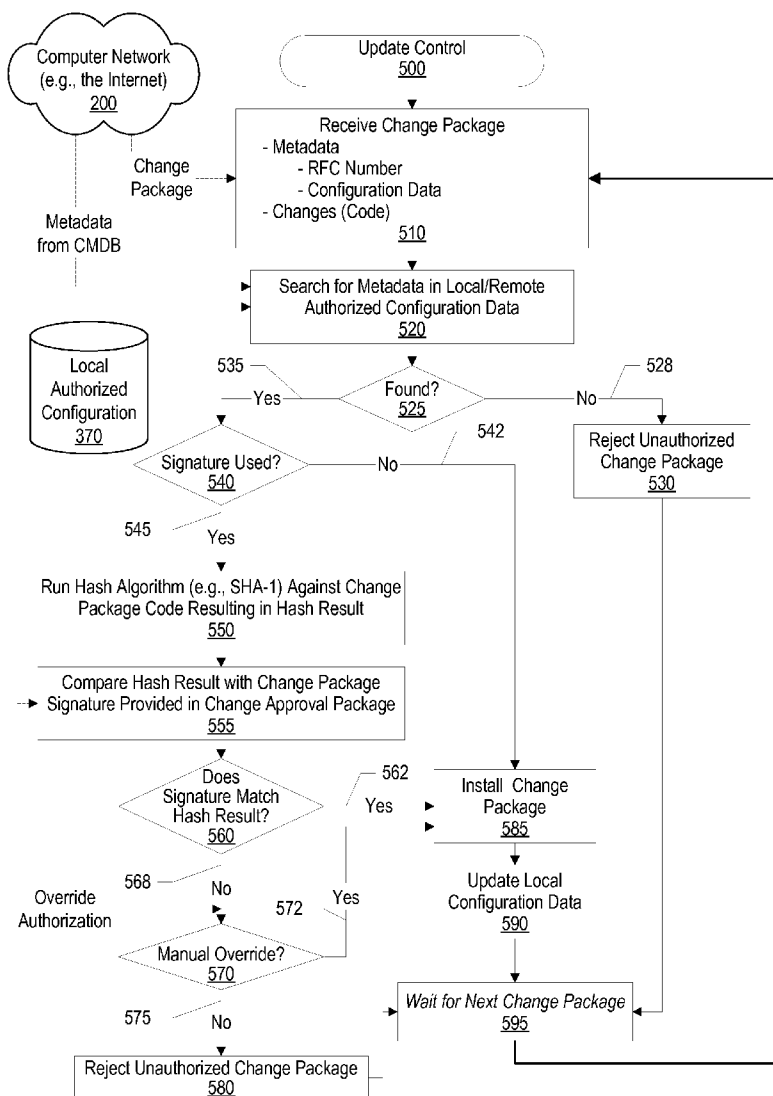 Computer Network
(e.g., the Internet)
200
Update Control
500
Receive Change Package
- Metadata
- RFC Number
- Configuration Data
- Changes (Code)
510
Change
Package
Metadata
from CMDB
Search for Metadata in Local/Remote
Authorized Configuration Data
520
Local
Authorized
Configuration
370
535
Yes
Found?
525
No
528
542
Reject Unauthorized
Change Package
530
Signature Used?
540
No
545
Yes
Run Hash Algorithm (e.g., SHA-1) Against Change
Package Code Resulting in Hash Result
550
Compare Hash Result with Change Package
Signature Provided in Change Approval Package
555
Does
Signature Match
Hash Result?
560
562
Yes
Install Change
Package
585
568
No
Override
Authorization
572
Yes
Update Local
Configuration Data
590
Manual Override?
570
575
No
Wait for Next Change Package
595
Reject Unauthorized Change Package
580